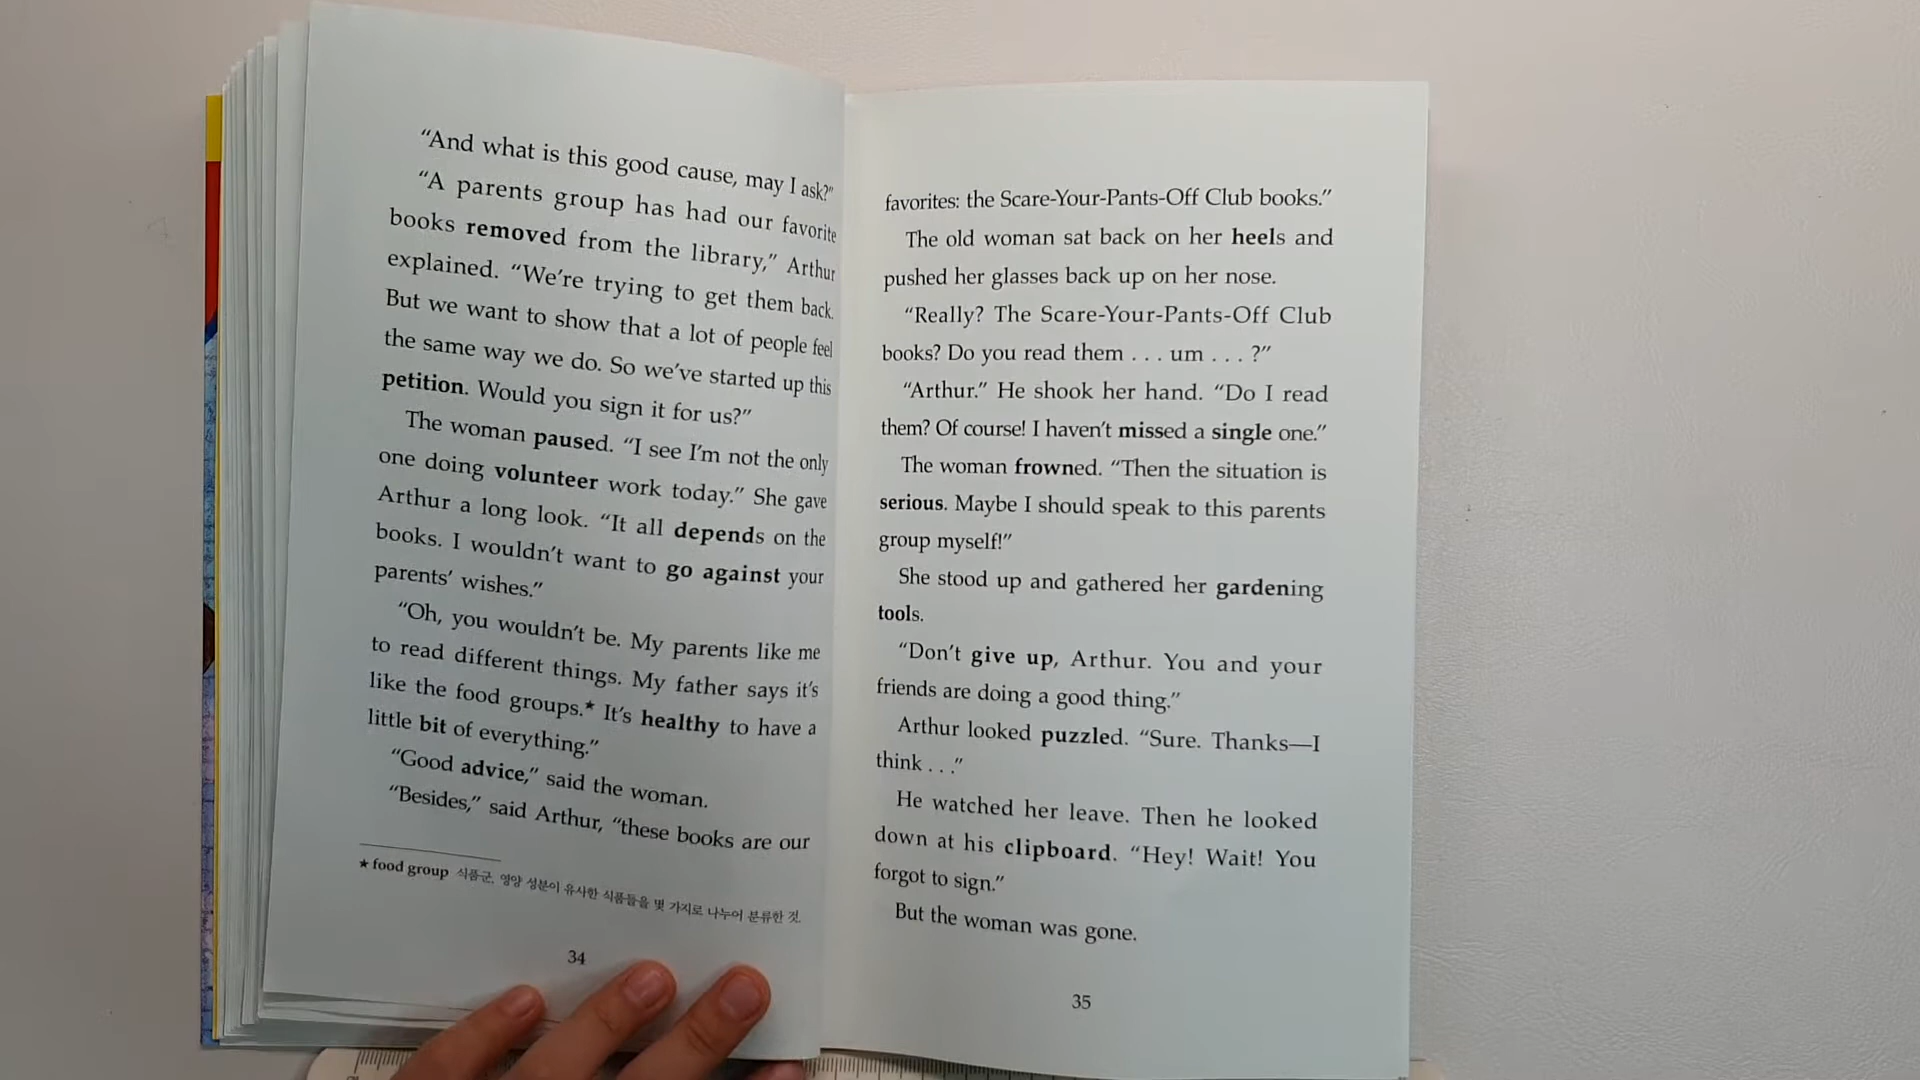 “And what is this good cause, may I ask?”
“A parents group has had our favorite
books removed from the library,” Arthur
explained. “We’re trying to get them back.
But we want to show that a lot of people feel
the same way we do. So we’ve started up this
petition. Would you sign it for us?”
The woman paused. “I see I’m not the only
one doing volunteer work today.” She gave
Arthur a long look. “It all depends on the
books. I wouldn’t want to go against your
parents’ wishes.”
“Oh, you wouldn’t be. My parents like me
to read different things. My father says it’s
like the food groups.* It’s healthy to have a
little bit of everything.”
“Good advice,” said the woman.
“Besides,” said Arthur, “these books are our
* food group 식품군. 영양 성분이 유사한 식품들을 몇 가지로 나누어 분류한 것.
34
favorites: the Scare-Your-Pants-Off Club books.”
The old woman sat back on her heels and
pushed her glasses back up on her nose.
“Really? The Scare-Your-Pants-Off Club
books? Do you read them . . . um . . . ?”
“Arthur.” He shook her hand. “Do I read
them? Of course! I haven’t missed a single one.”
The woman frowned. “Then the situation is
serious. Maybe I should speak to this parents
group myself!”
She stood up and gathered her gardening
tools.
“Don’t give up, Arthur. You and your
friends are doing a good thing.”
Arthur looked puzzled. “Sure. Thanks—I
think . . .”
He watched her leave. Then he looked
down at his clipboard. “Hey! Wait! You
forgot to sign.”
But the woman was gone.
35